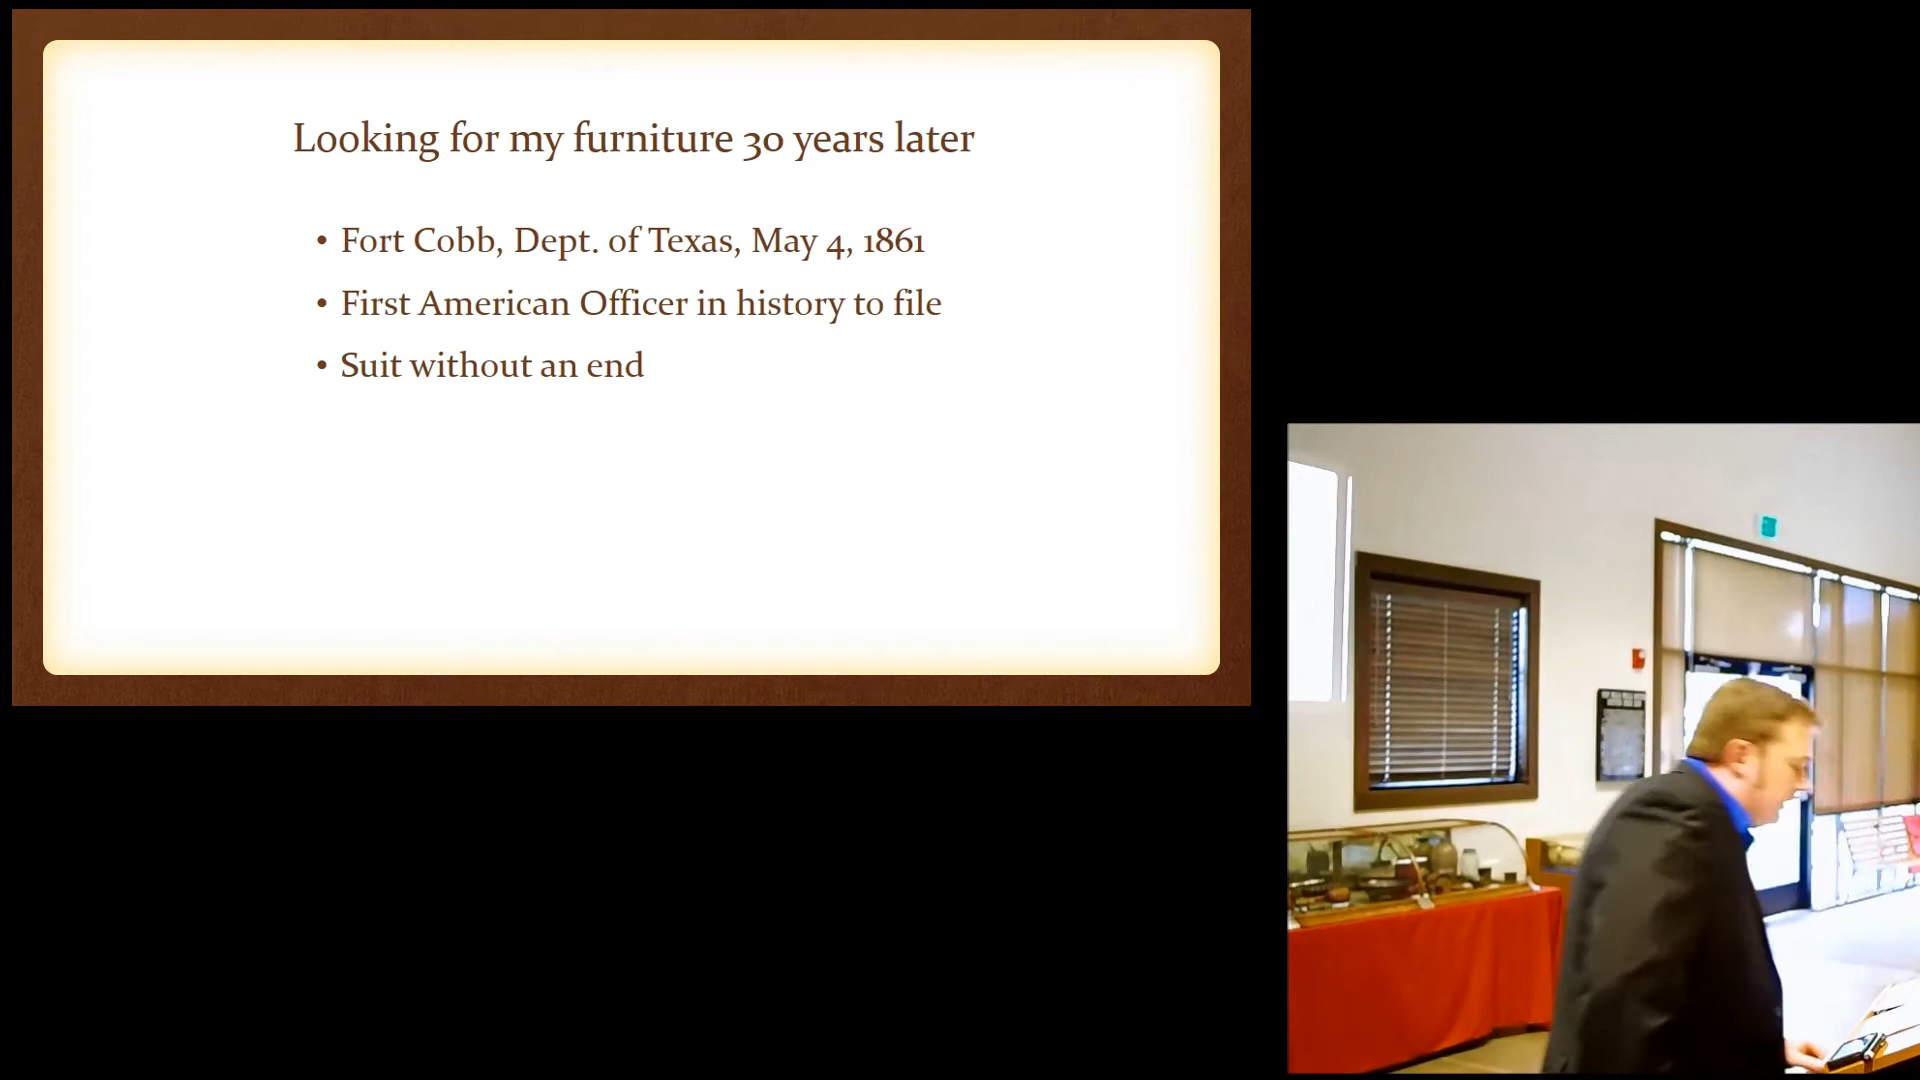 Looking for my furniture 30 years later
• Fort Cobb, Dept. of Texas, May 4, 1861
• First American Officer in history to file
• Suit without an end